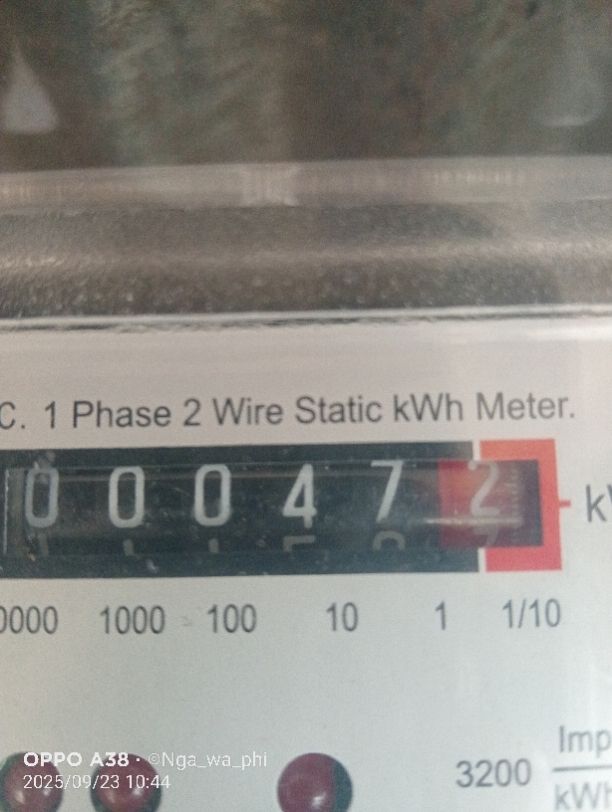 C. 1 Phase 2 Wire Static kWh Meter.
0 0 0 4 7 2
0000 1000 100 10 1 1/10
OPPO A38 · ©Nga_wa_phi
2025/09/23 10:44
3200